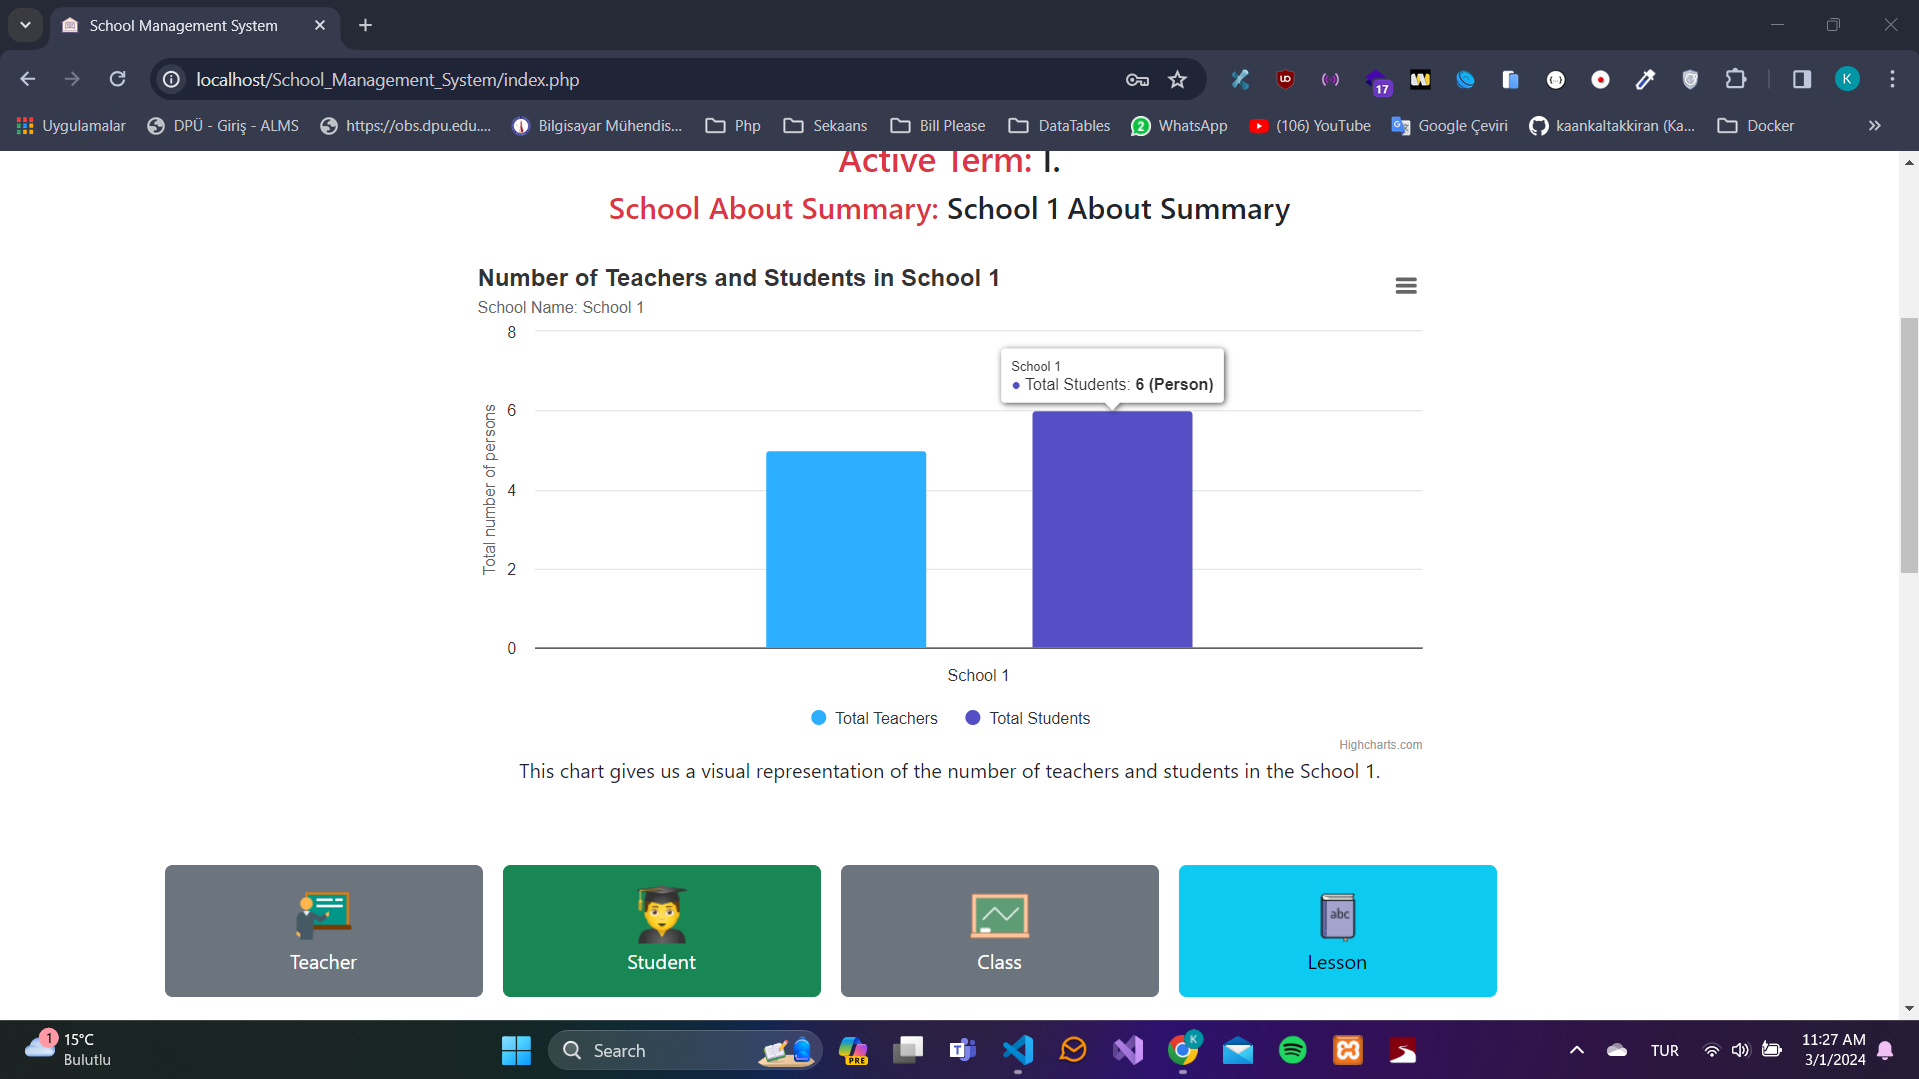 School Management System
localhost/School_Management_System/index.php
17
Uygulamalar
DPÜ - Giriş - ALMS
https://obs.dpu.edu....
Bilgisayar Mühendis...
Php
Sekaans
Bill Please
DataTables
2
WhatsApp
(106) YouTube
Google Çeviri
kaankaltakkiran (Ka...
Docker
K
Active Term: I.
School About Summary: School 1 About Summary
Number of Teachers and Students in School 1
School Name: School 1
8
6
4
2
0
Total number of persons
School 1
Total Students: 6 (Person)
School 1
Total Teachers
Total Students
Highcharts.com
This chart gives us a visual representation of the number of teachers and students in the School 1.
Teacher
Student
Class
abc
Lesson
1
15°C
Bulutlu
Search
PRE
K
TUR
11:27 AM
3/1/2024